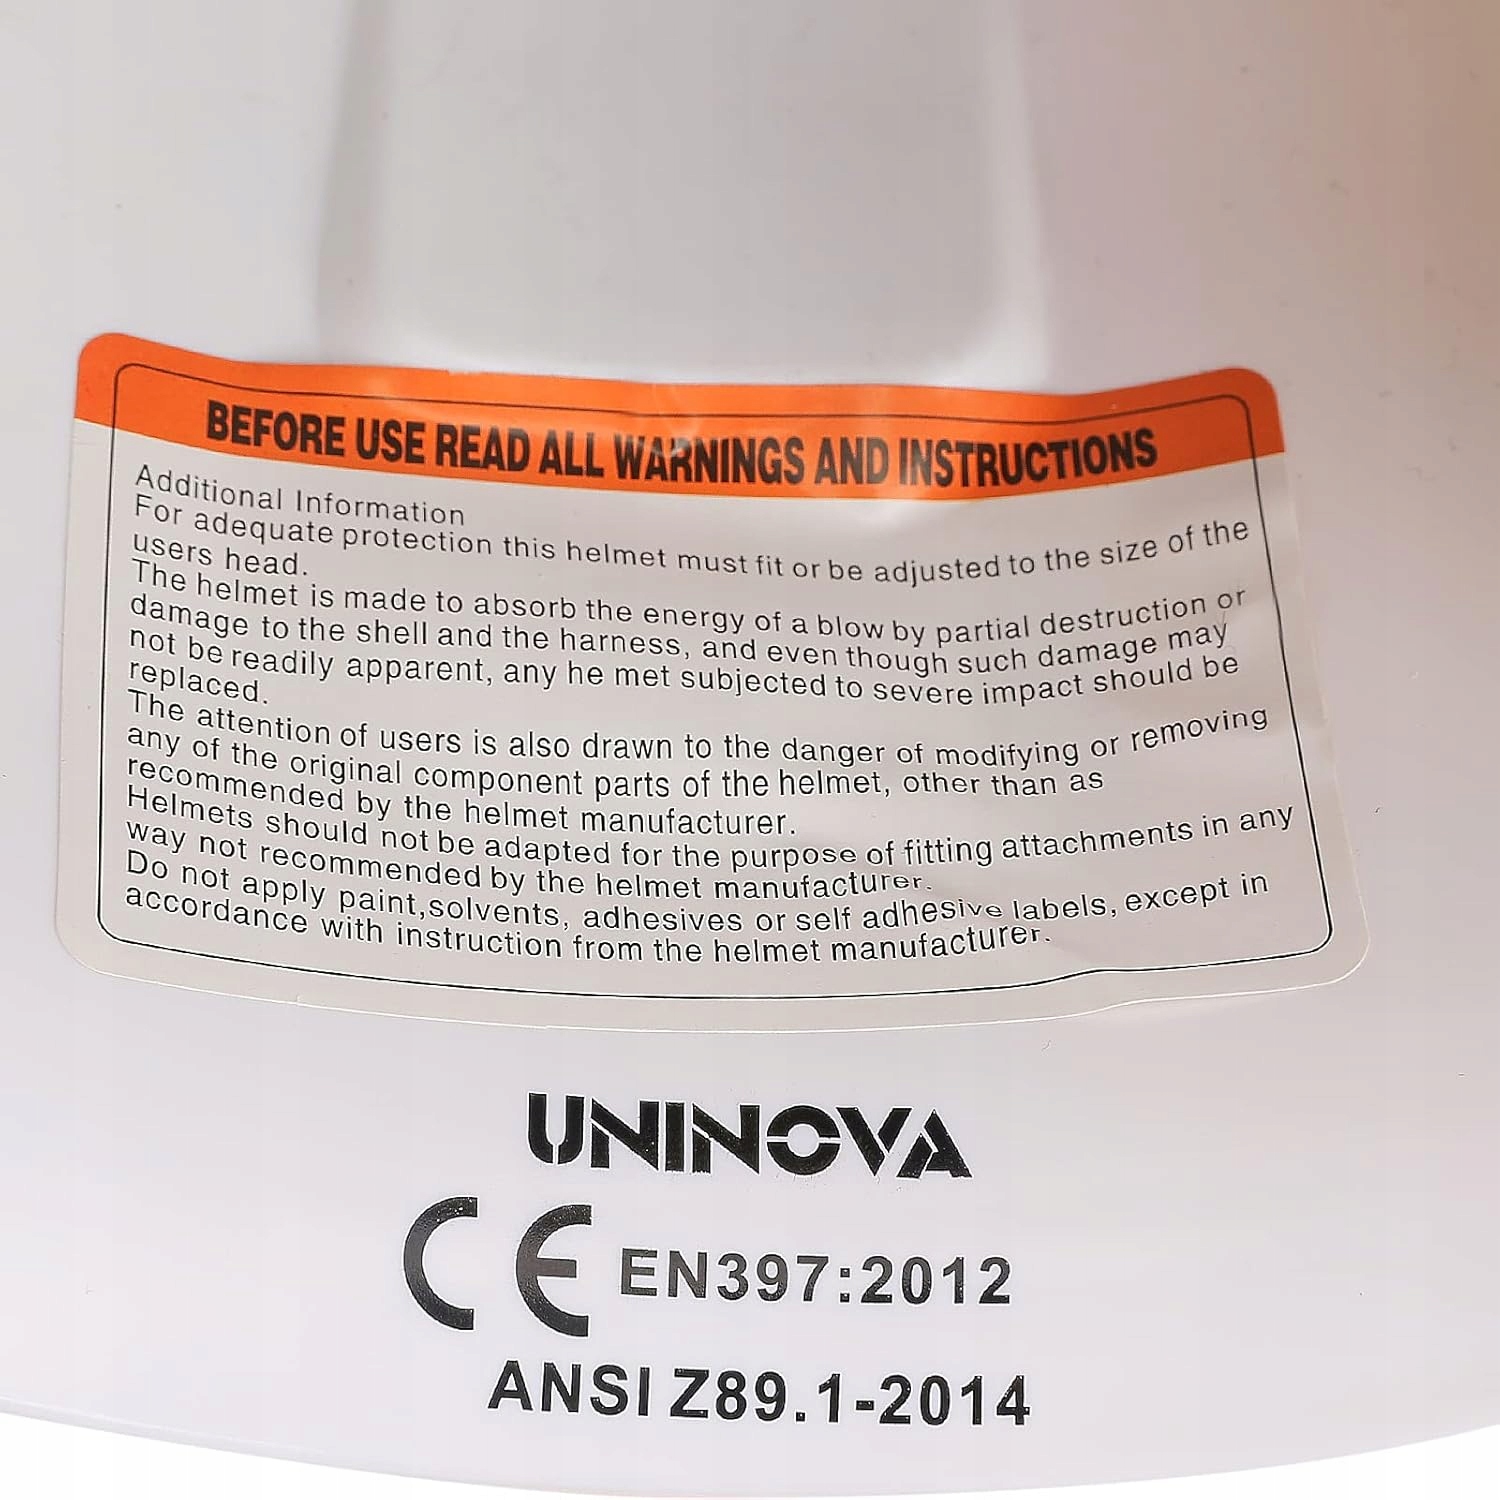 BEFORE USE READ ALL WARNINGS AND INSTRUCTIONS
Additional Information
For adequate protection this helmet must fit or be adjusted to the size of the
users head.
The helmet is made to absorb the energy of a blow by partial destruction or
damage to the shell and the harness, and even though such damage may
not be readily apparent, any he met subjected to severe impact should be
replaced.
The attention of users is also drawn to the danger of modifying or removing
any of the original component parts of the helmet, other than as
recommended by the helmet manufacturer.
Helmets should not be adapted for the purpose of fitting attachments in any
way not recommended by the helmet manufacturer.
Do not apply paint,solvents, adhesives or self adhesive labels, except in
accordance with instruction from the helmet manufacturer.
UNINOVA
CE EN397:2012
ANSI Z89.1-2014